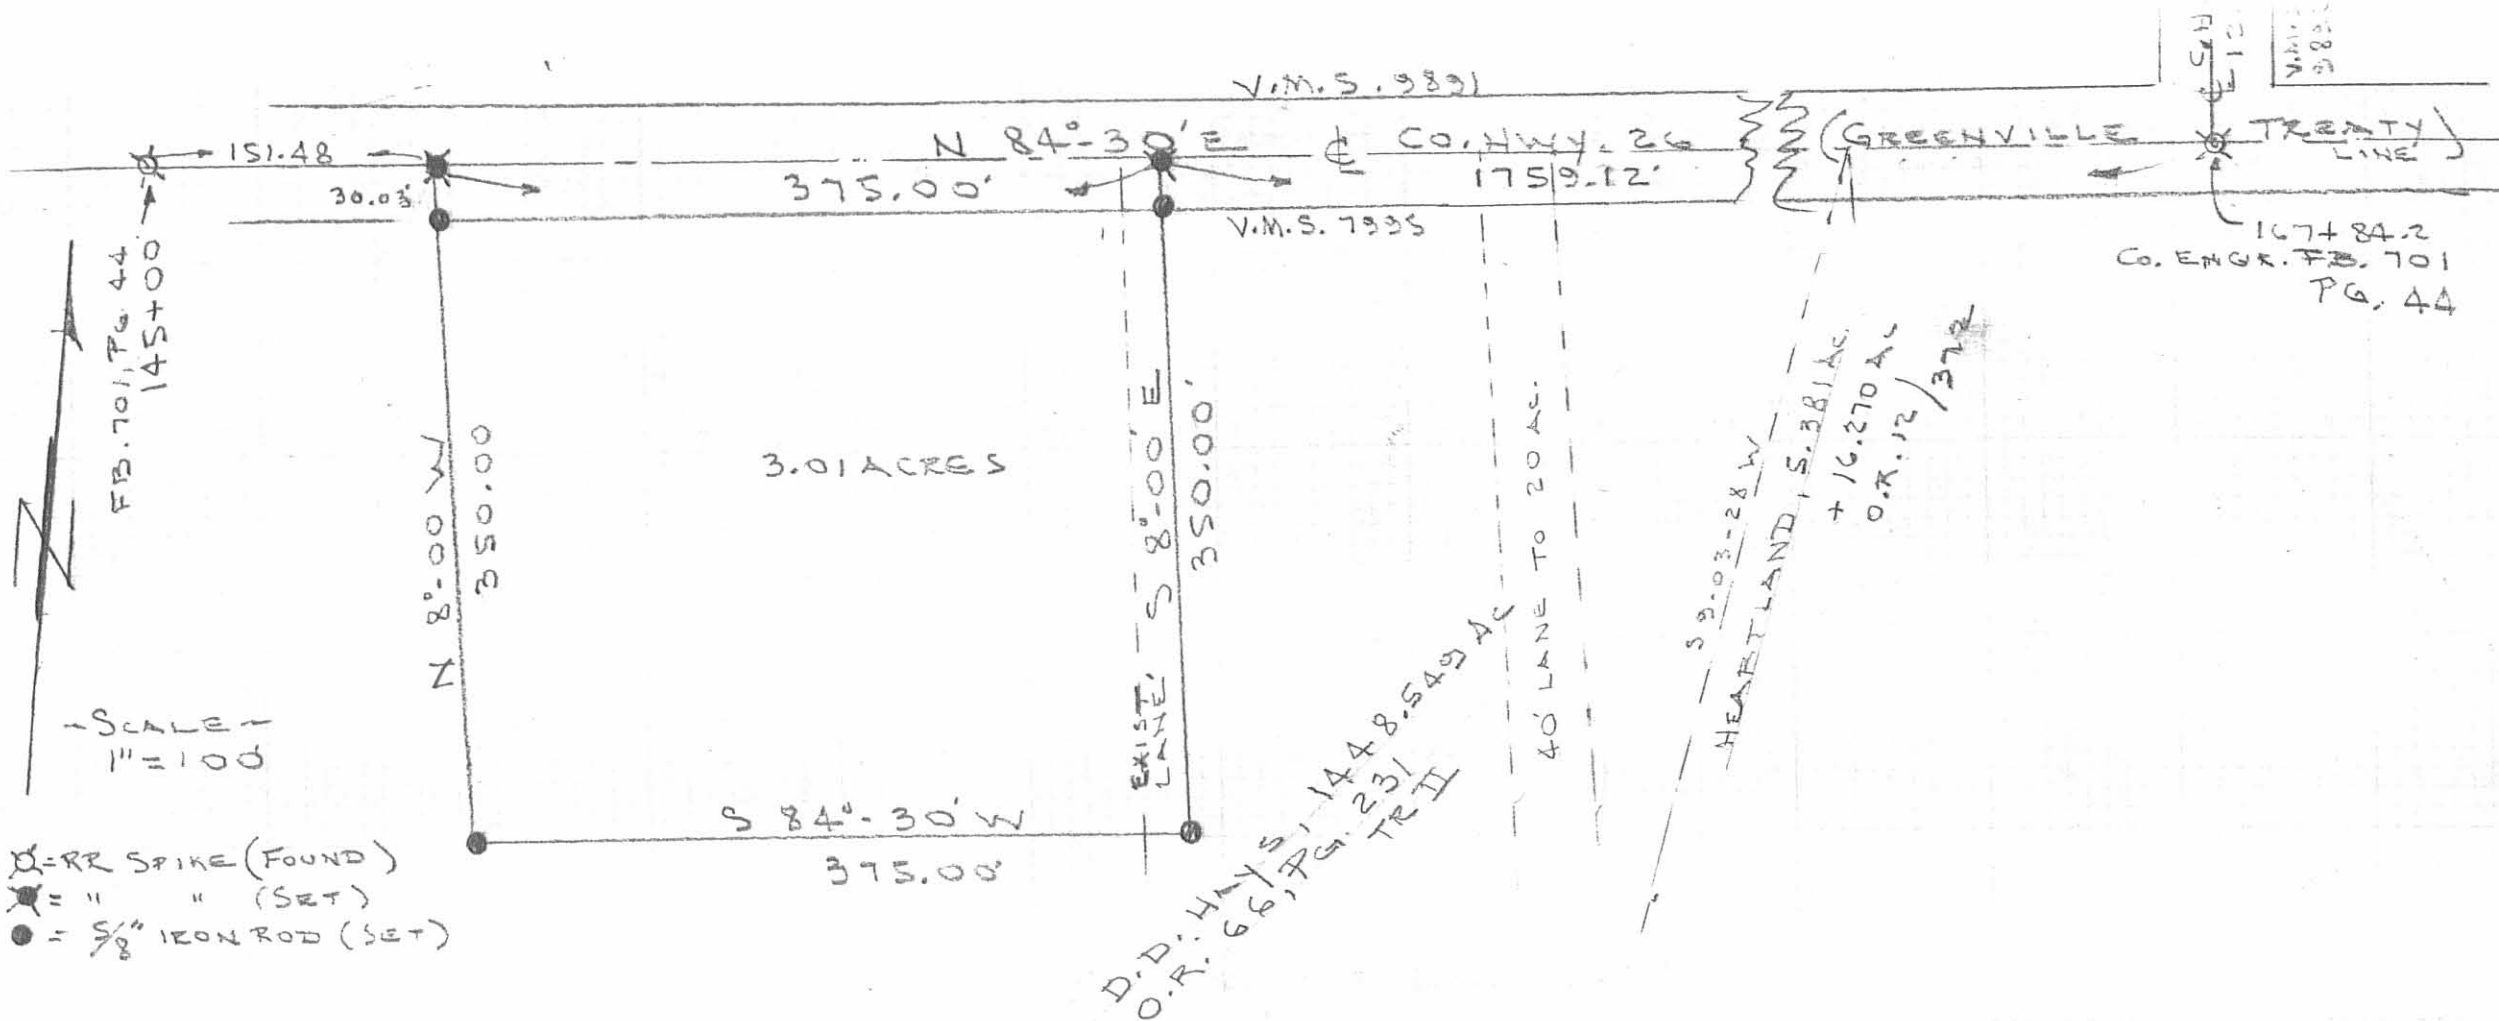 V.M.S. 9891
N 84°-30' E ℄ CO. HWY. 26
(GREENVILLE TREATY
LINE)
151.48
375.00'
1759.12'
30.03'
V.M.S. 7995
167+84.2
CO. ENGR. F.B. 701
PG. 44
FB. 701, PG. 44
145+00
N 8°-00 W
350.00
3.01 ACRES
EXIST.
LANE
S 8°-00' E
350.00'
40' LANE TO 20 AC.
S 9-03-28 W
HEARTLAND 15.381 AC.
+ 16.270 AC
O.R. 12/372
D.D. HAYS, 1448.549 AC
O.R. 66, PG. 231
TR II
S 84°-30' W
375.00'
-SCALE-
1"=100'
=RR SPIKE (FOUND)
= " " (SET)
= 5/8" IRON ROD (SET)